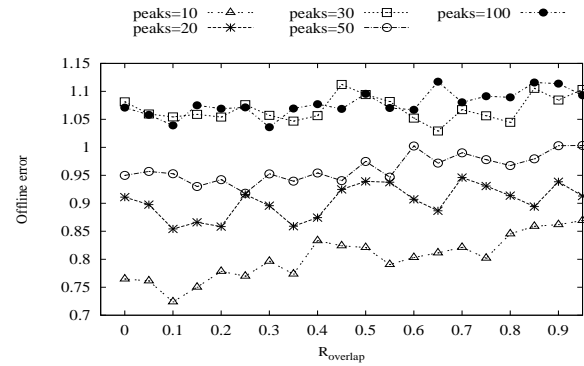 peaks=10 peaks=30 peaks=100
peaks=20 peaks=50
1.15
1.1
1.05
1
0.95
0.9
0.85
0.8
0.75
0.7
Offline error
0 0.1 0.2 0.3 0.4 0.5 0.6 0.7 0.8 0.9
Roverlap